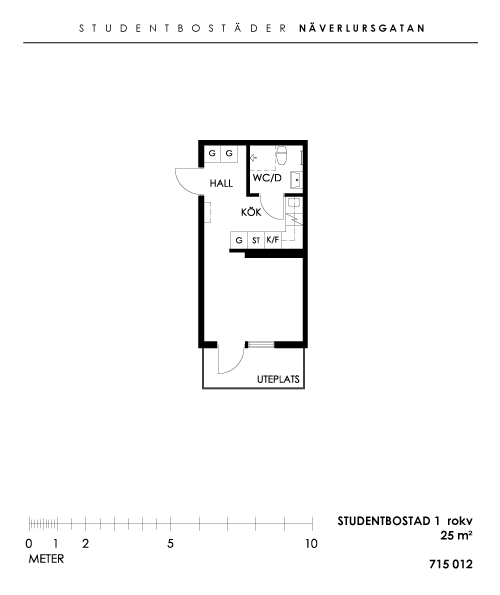 STUDENTBOSTÄDER NÄVERLURSGATAN
G G
WC/D
HALL
KÖK
G ST K/F
UTEPLATS
0 1 2 5 10
METER
STUDENTBOSTAD 1 rokv
25 m²
715 012